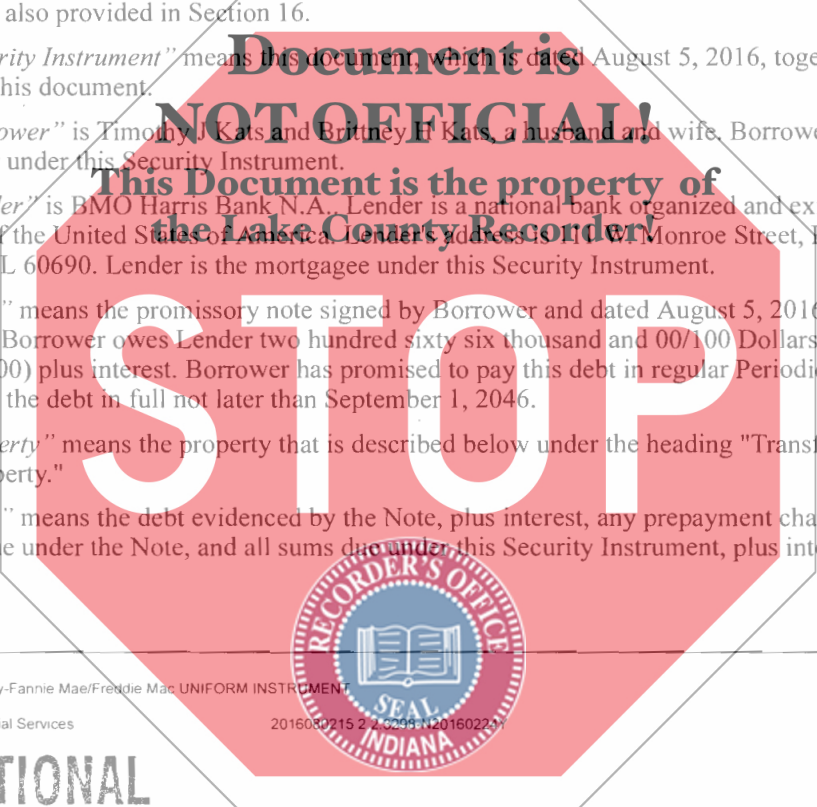 also provided in Section 16.
rity Instrument" means this document, which is dated August 5, 2016, toge
his document.
ower" is Timothy J Kats and Brittney H Kats, a husband and wife. Borrowe
under this Security Instrument.
er" is BMO Harris Bank N.A.. Lender is a national bank organized and ex
f the United States of America. Lender's address is 111 W. Monroe Street,
L 60690. Lender is the mortgagee under this Security Instrument.
" means the promissory note signed by Borrower and dated August 5, 2016
Borrower owes Lender two hundred sixty six thousand and 00/100 Dollars
00) plus interest. Borrower has promised to pay this debt in regular Periodi
the debt in full not later than September 1, 2046.
erty" means the property that is described below under the heading "Transf
perty."
" means the debt evidenced by the Note, plus interest, any prepayment cha
e under the Note, and all sums due under this Security Instrument, plus inte
Document is
NOT OFFICIAL!
This Document is the property of
the Lake County Recorder!
STOP
RECORDER'S OFFICE
SEAL
INDIANA
y-Fannie Mae/Freddie Mac UNIFORM INSTRUMENT
al Services
TIONAL